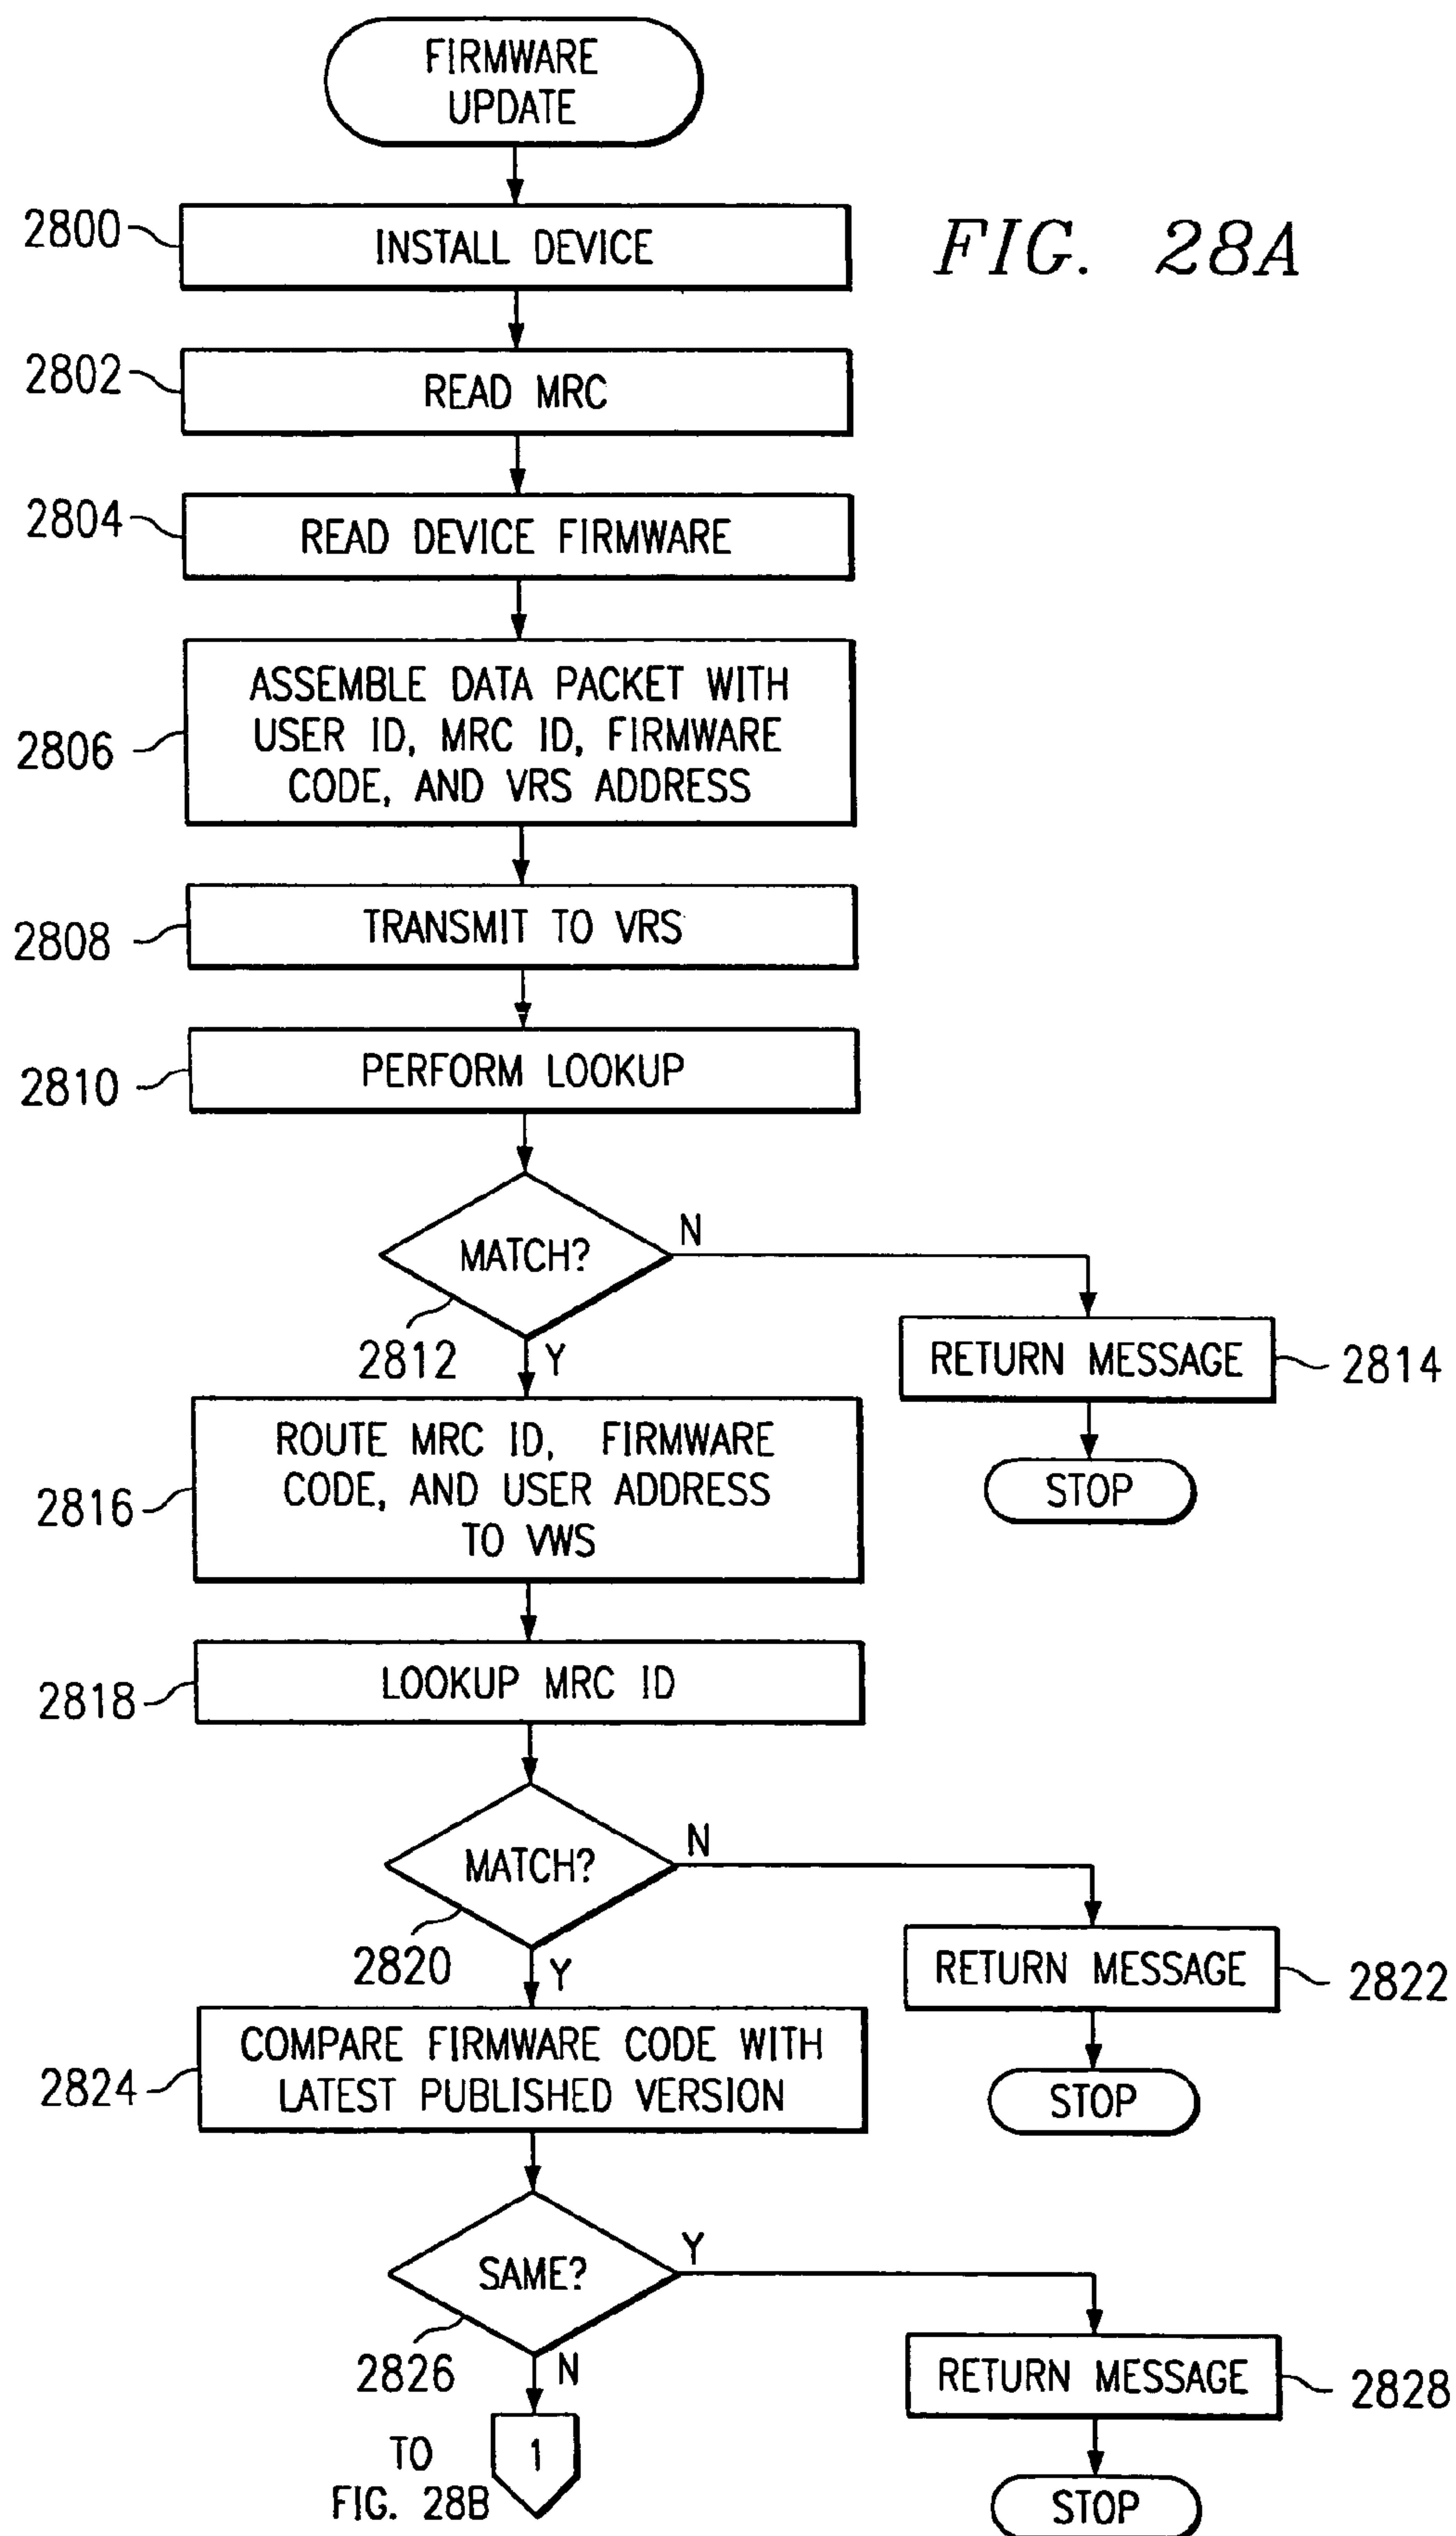 FIRMWARE
UPDATE
FIG. 28A
2800
INSTALL DEVICE
2802
READ MRC
2804
READ DEVICE FIRMWARE
2806
ASSEMBLE DATA PACKET WITH
USER ID, MRC ID, FIRMWARE
CODE, AND VRS ADDRESS
2808
TRANSMIT TO VRS
2810
PERFORM LOOKUP
MATCH?
N
2812
Y
RETURN MESSAGE
2814
STOP
2816
ROUTE MRC ID, FIRMWARE
CODE, AND USER ADDRESS
TO VWS
2818
LOOKUP MRC ID
MATCH?
N
2820
Y
RETURN MESSAGE
2822
STOP
2824
COMPARE FIRMWARE CODE WITH
LATEST PUBLISHED VERSION
SAME?
Y
2826
N
RETURN MESSAGE
2828
STOP
1
TO
FIG. 28B